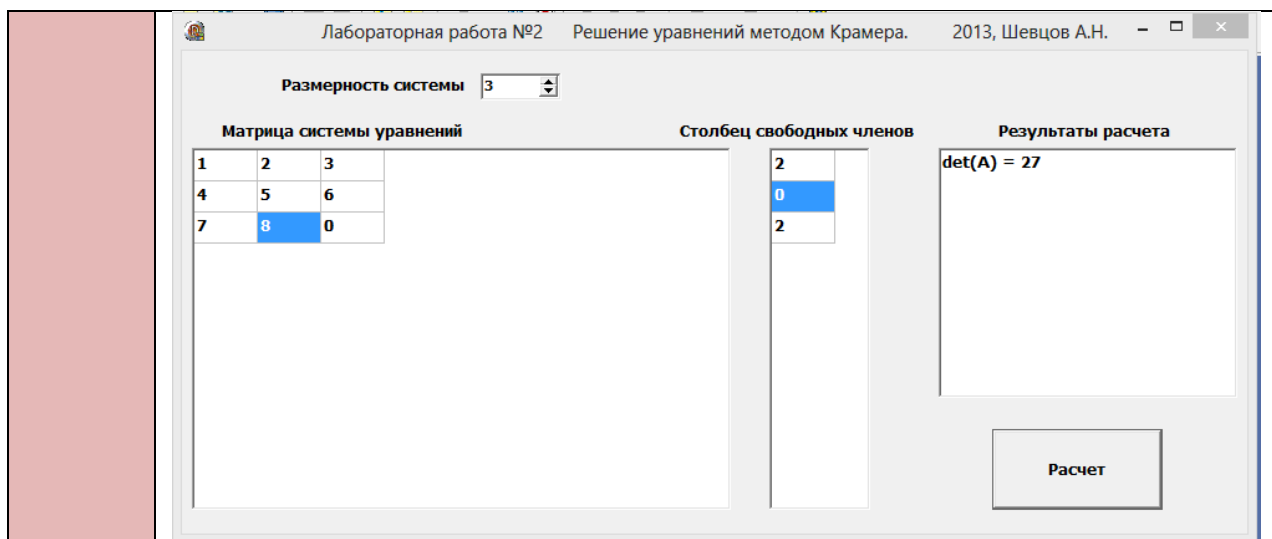 Лабораторная работа №2 Решение уравнений методом Крамера. 2013, Шевцов А.Н.
Размерность системы 3
Матрица системы уравнений Столбец свободных членов Результаты расчета
1 2 3 2 det(A) = 27
4 5 6 0
7 8 0 2
Расчет